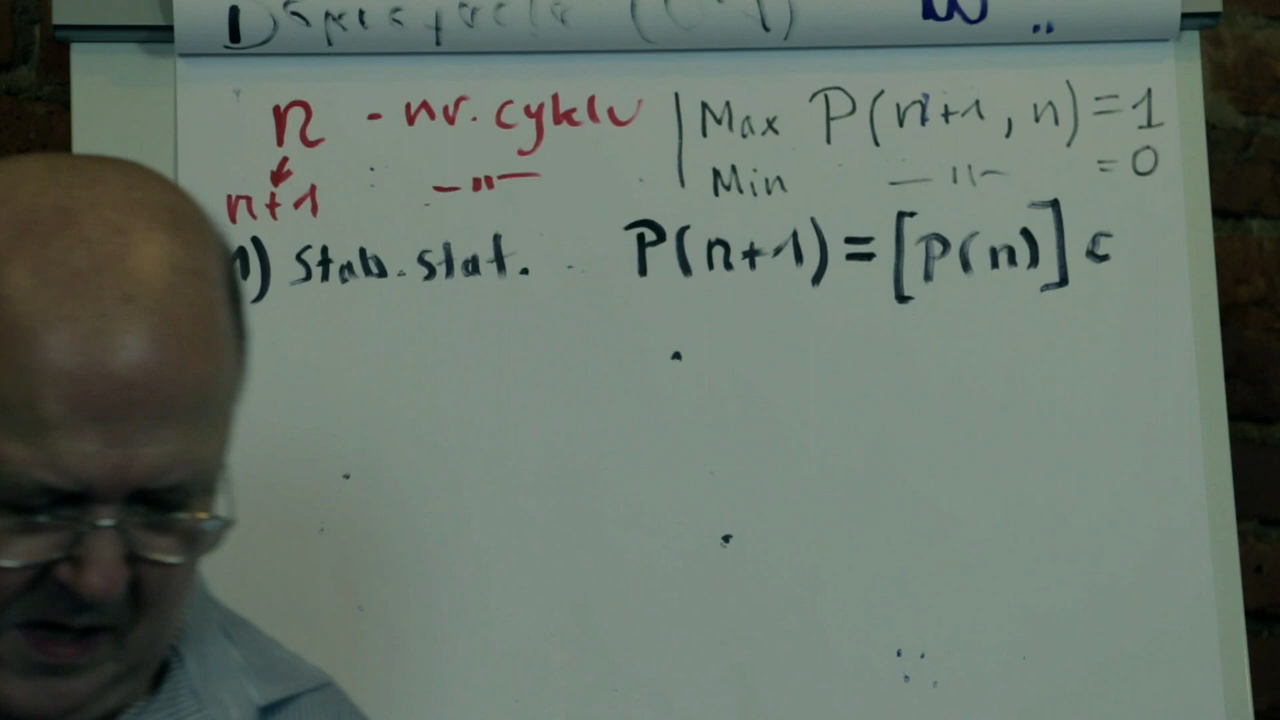 n - nr. cyklu | Max P(n+1, n) = 1
n+1 -"- | Min -"- = 0
1) Stab. stat. P(n+1) = [P(n)] c